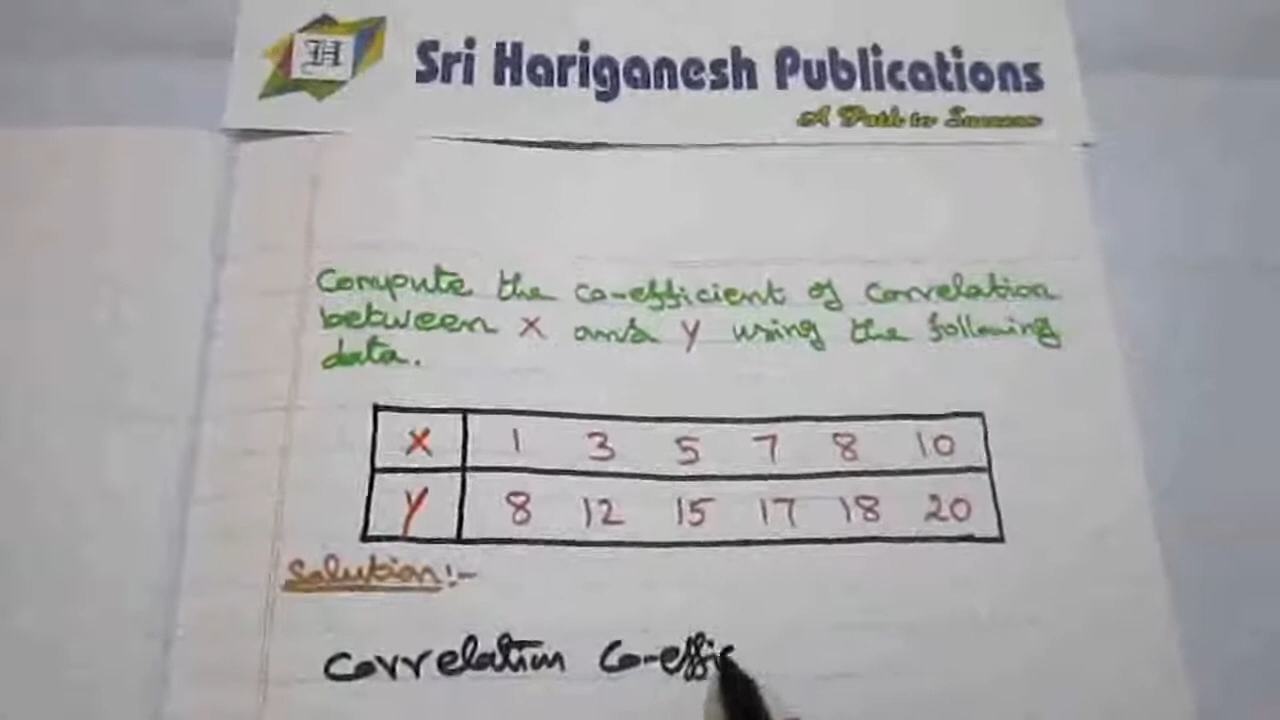 H
Sri Hariganesh Publications
A Path to Success
Compute the co-efficient of correlation
between X and Y using the following
data.
X 1 3 5 7 8 10
Y 8 12 15 17 18 20
Solution:-
Correlation Co-effi